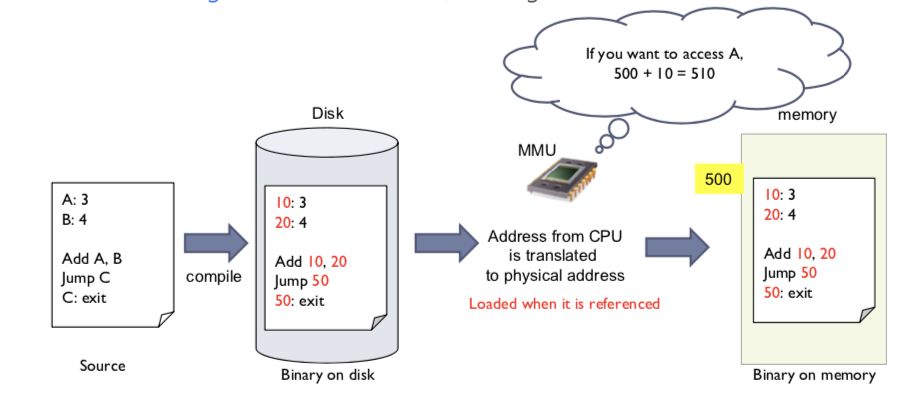 If you want to access A,
500 + 10 = 510
Disk
memory
MMU
500
A: 3
B: 4
Add A, B
Jump C
C: exit
compile
10: 3
20: 4
Add 10, 20
Jump 50
50: exit
Address from CPU
is translated
to physical address
Loaded when it is referenced
10: 3
20: 4
Add 10, 20
Jump 50
50: exit
Source
Binary on disk
Binary on memory